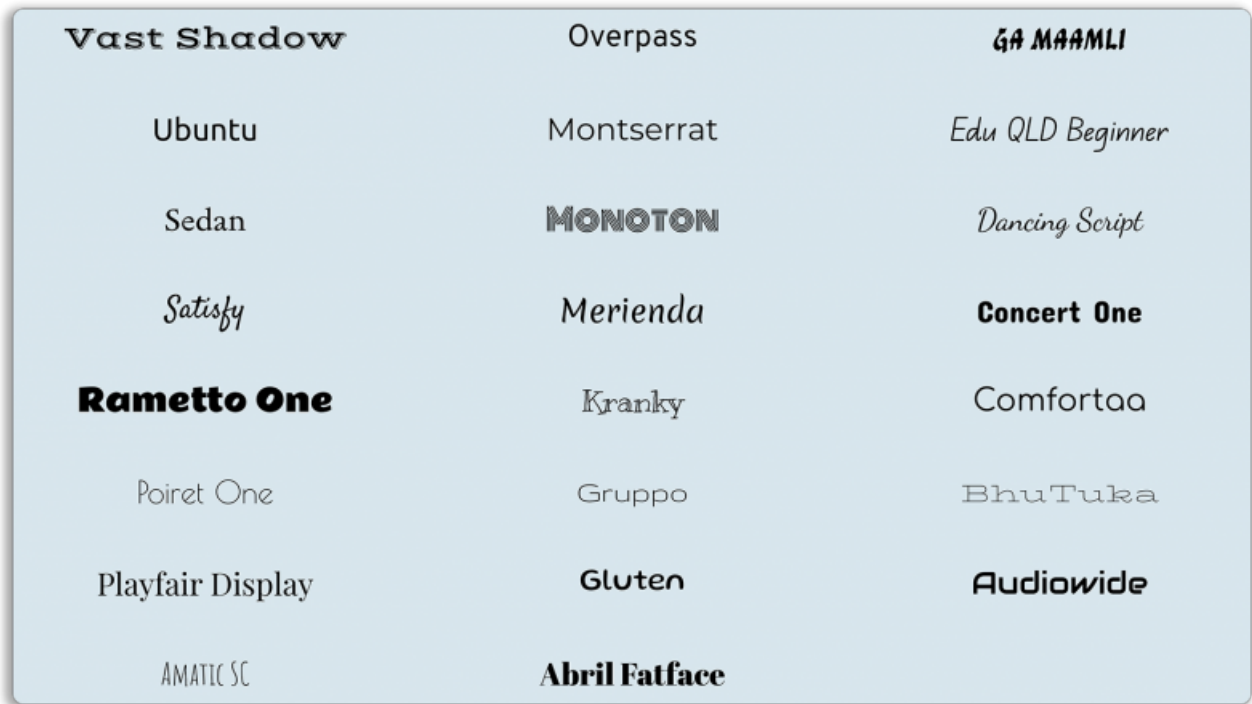 Vast Shadow Overpass GA MAAMLI
Ubuntu Montserrat Edu QLD Beginner
Sedan MONOTON Dancing Script
Satisfy Merienda Concert One
Rametto One Kranky Comfortaa
Poiret One Gruppo BhuTuka
Playfair Display Gluten Audiowide
AMATIC SC Abril Fatface